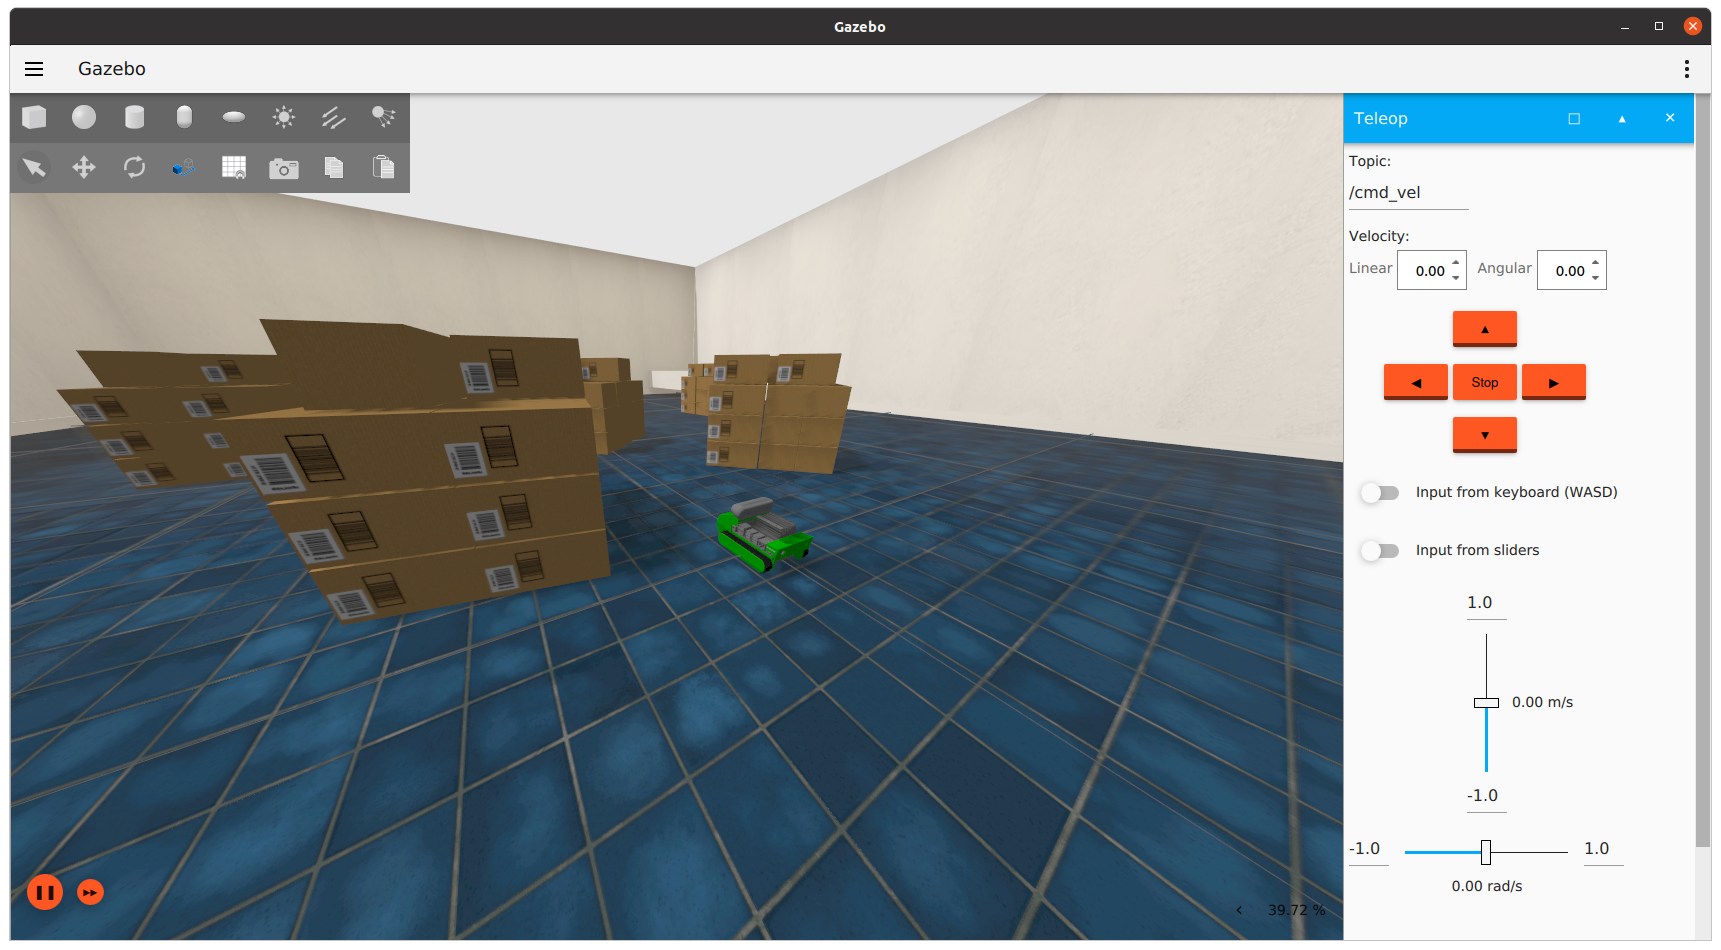 Gazebo
Gazebo
Teleop
Topic:
/cmd_vel
Velocity:
Linear 0.00 Angular 0.00
Stop
Input from keyboard (WASD)
Input from sliders
1.0
0.00 m/s
-1.0
-1.0 1.0
0.00 rad/s
39.72 %